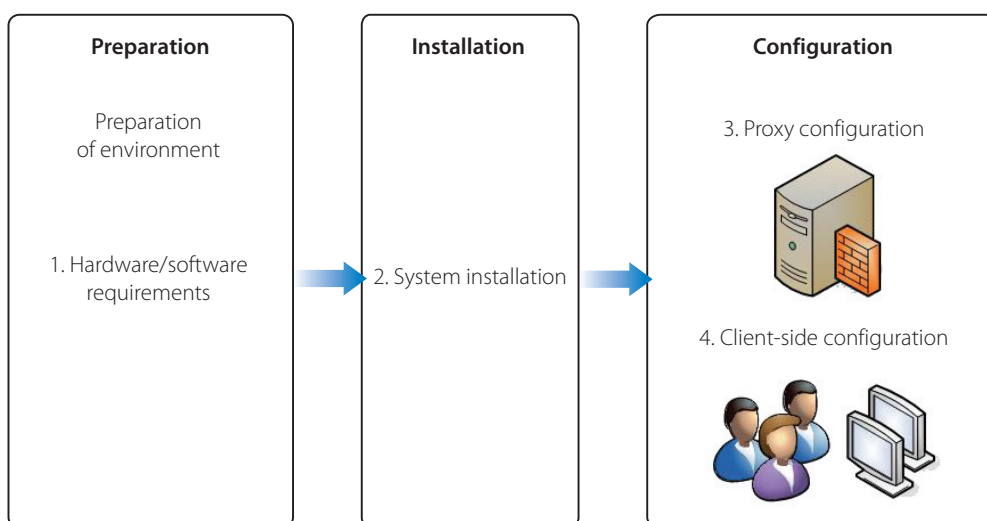 Preparation
Preparation
of environment
1. Hardware/software
requirements
Installation
2. System installation
Configuration
3. Proxy configuration
4. Client-side configuration